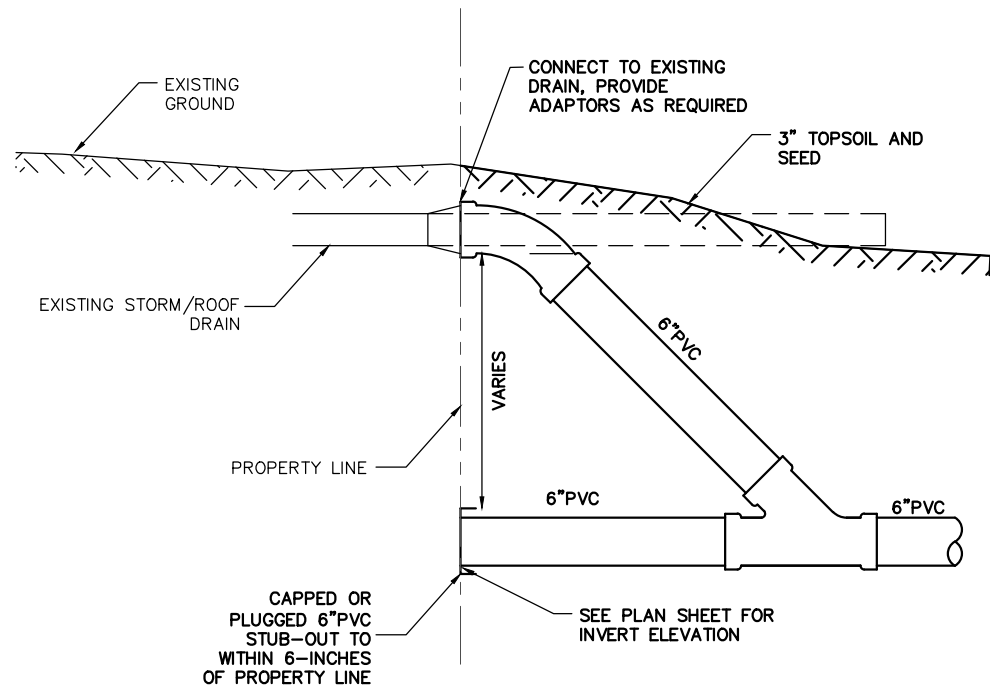 EXISTING
GROUND
CONNECT TO EXISTING
DRAIN, PROVIDE
ADAPTORS AS REQUIRED
3" TOPSOIL AND
SEED
EXISTING STORM/ROOF
DRAIN
6"PVC
VARIES
PROPERTY LINE
6"PVC
6"PVC
CAPPED OR
PLUGGED 6"PVC
STUB-OUT TO
WITHIN 6-INCHES
OF PROPERTY LINE
SEE PLAN SHEET FOR
INVERT ELEVATION